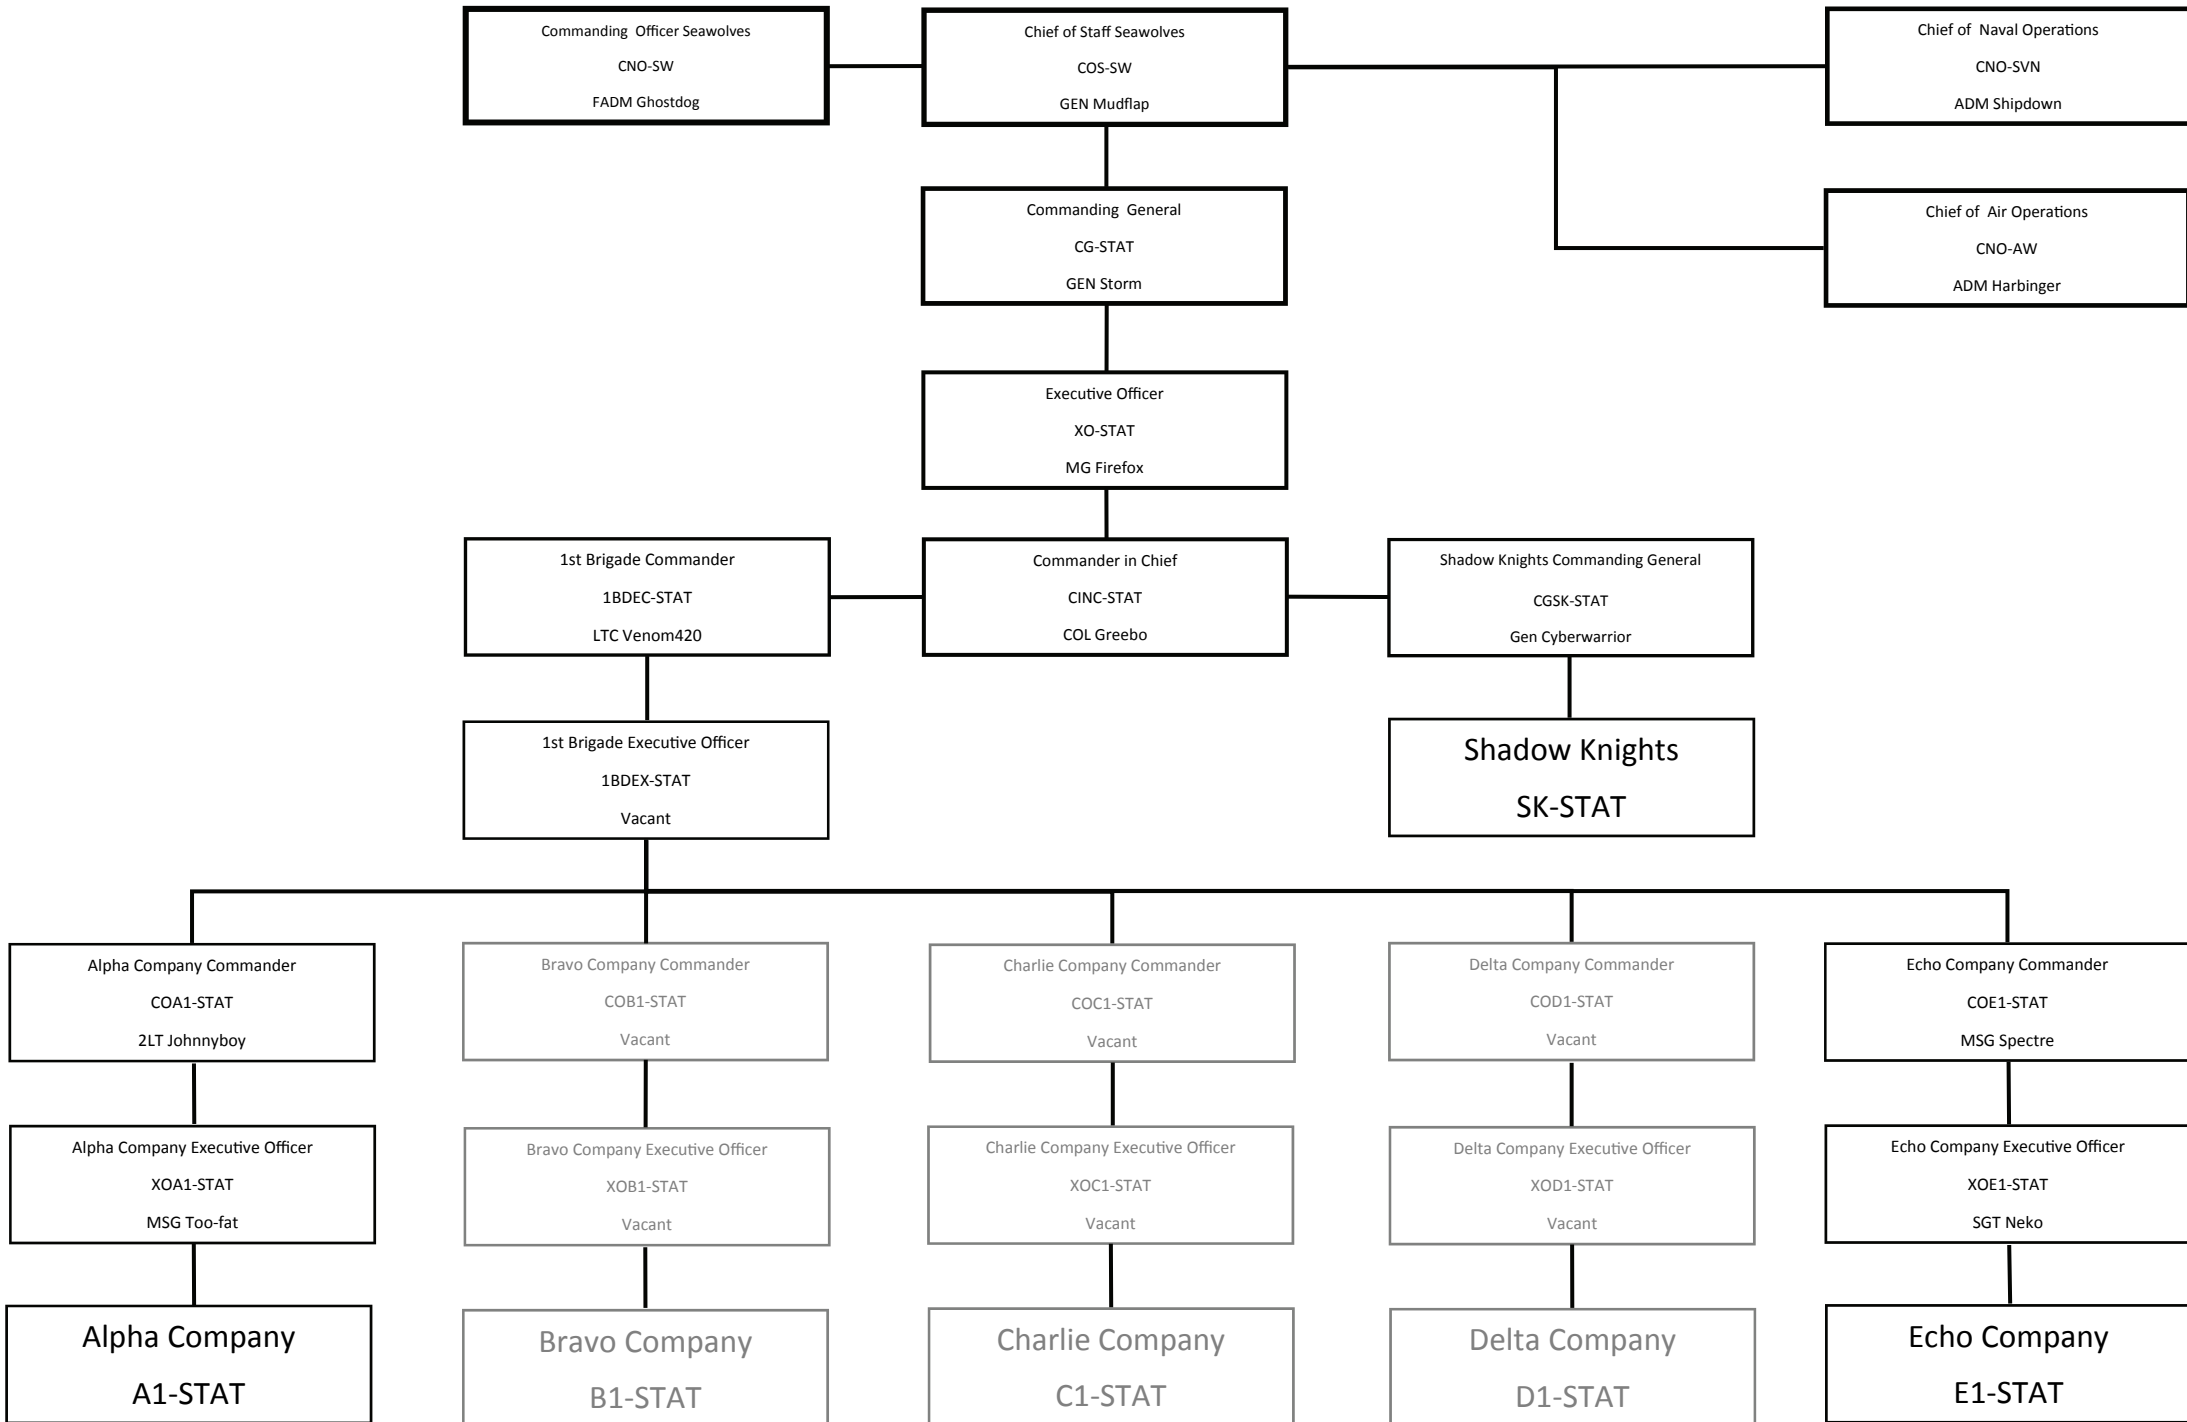 Commanding Officer Seawolves
CNO-SW
FADM Ghostdog
Chief of Staff Seawolves
COS-SW
GEN Mudflap
Chief of Naval Operations
CNO-SVN
ADM Shipdown
Commanding General
CG-STAT
GEN Storm
Chief of Air Operations
CNO-AW
ADM Harbinger
Executive Officer
XO-STAT
MG Firefox
1st Brigade Commander
1BDEC-STAT
LTC Venom420
Commander in Chief
CINC-STAT
COL Greebo
Shadow Knights Commanding General
CGSK-STAT
Gen Cyberwarrior
1st Brigade Executive Officer
1BDEX-STAT
Vacant
Shadow Knights
SK-STAT
Alpha Company Commander
COA1-STAT
2LT Johnnyboy
Bravo Company Commander
COB1-STAT
Vacant
Charlie Company Commander
COC1-STAT
Vacant
Delta Company Commander
COD1-STAT
Vacant
Echo Company Commander
COE1-STAT
MSG Spectre
Alpha Company Executive Officer
XOA1-STAT
MSG Too-fat
Bravo Company Executive Officer
XOB1-STAT
Vacant
Charlie Company Executive Officer
XOC1-STAT
Vacant
Delta Company Executive Officer
XOD1-STAT
Vacant
Echo Company Executive Officer
XOE1-STAT
SGT Neko
Alpha Company
A1-STAT
Bravo Company
B1-STAT
Charlie Company
C1-STAT
Delta Company
D1-STAT
Echo Company
E1-STAT